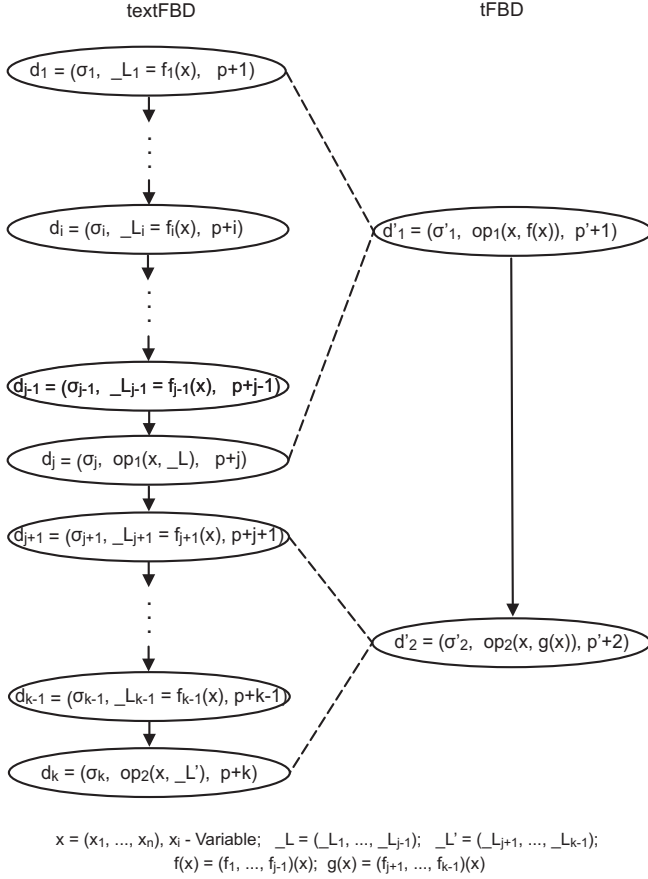 textFBD tFBD
d₁ = (σ₁, _L₁ = f₁(x), p+1)
dᵢ = (σᵢ, _Lᵢ = fᵢ(x), p+i)
d'₁ = (σ'₁, op₁(x, f(x)), p'+1)
dj-1 = (σj-1, _Lj-1 = fj-1(x), p+j-1)
dj = (σj, op₁(x, _L), p+j)
dj+1 = (σj+1, _Lj+1 = fj+1(x), p+j+1)
d'₂ = (σ'₂, op₂(x, g(x)), p'+2)
dk-1 = (σk-1, _Lk-1 = fk-1(x), p+k-1)
dk = (σk, op₂(x, _L'), p+k)
x = (x₁, ..., xₙ), xᵢ - Variable; _L = (_L₁, ..., _Lj-1); _L' = (_Lj+1, ..., _Lk-1);
f(x) = (f₁, ..., fj-1)(x); g(x) = (fj+1, ..., fk-1)(x)